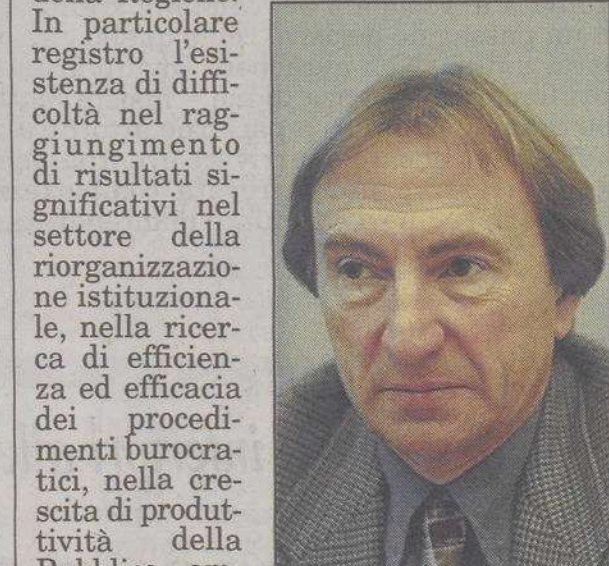 della Regione.
In particolare
registro l'esi-
stenza di diffi-
coltà nel rag-
giungimento
di risultati si-
gnificativi nel
settore della
riorganizzazio-
ne istituziona-
le, nella ricer-
ca di efficien-
za ed efficacia
dei procedi-
menti burocra-
tici, nella cre-
scita di produt-
tività della